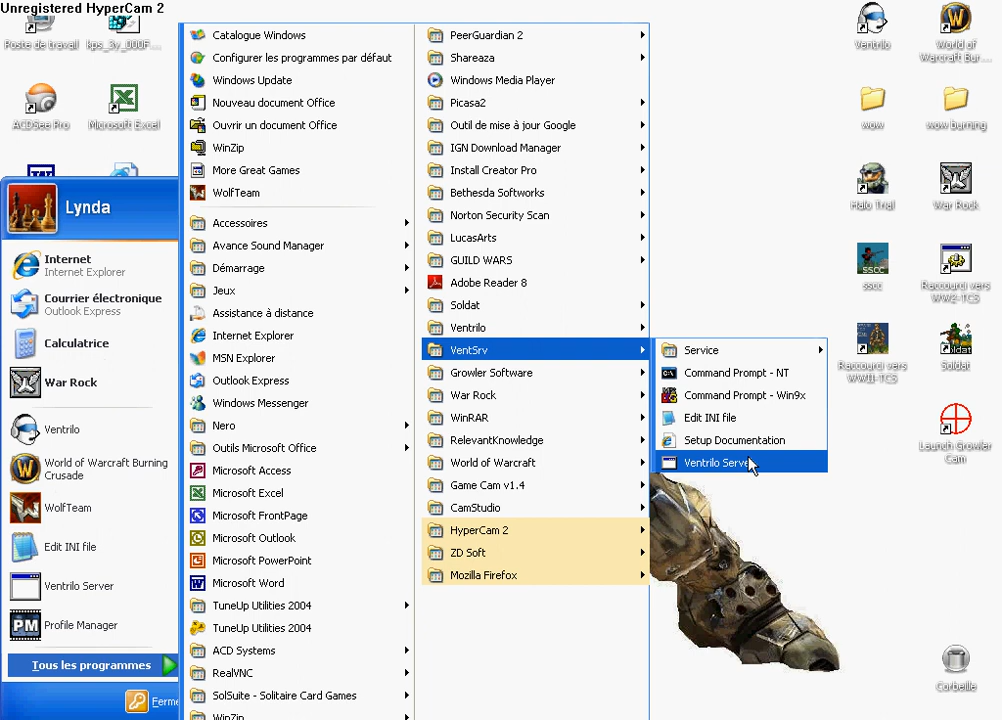 Unregistered HyperCam 2
Poste de travail
kps_3y_000F...
ACDSee Pro
Microsoft Excel
Lynda
Internet
Internet Explorer
Courrier électronique
Outlook Express
Calculatrice
War Rock
Ventrilo
World of Warcraft Burning
Crusade
WolfTeam
Edit INI file
Ventrilo Server
Profile Manager
Tous les programmes
Ferme
Catalogue Windows
Configurer les programmes par défaut
Windows Update
Nouveau document Office
Ouvrir un document Office
WinZip
More Great Games
WolfTeam
Accessoires
Avance Sound Manager
Démarrage
Jeux
Assistance à distance
Internet Explorer
MSN Explorer
Outlook Express
Windows Messenger
Nero
Outils Microsoft Office
Microsoft Access
Microsoft Excel
Microsoft FrontPage
Microsoft Outlook
Microsoft PowerPoint
Microsoft Word
TuneUp Utilities 2004
TuneUp Utilities 2004
ACD Systems
RealVNC
SolSuite - Solitaire Card Games
WinZip
PeerGuardian 2
Shareaza
Windows Media Player
Picasa2
Outil de mise à jour Google
IGN Download Manager
Install Creator Pro
Bethesda Softworks
Norton Security Scan
LucasArts
GUILD WARS
Adobe Reader 8
Soldat
Ventrilo
VentSrv
Growler Software
War Rock
WinRAR
RelevantKnowledge
World of Warcraft
Game Cam v1.4
CamStudio
HyperCam 2
ZD Soft
Mozilla Firefox
Service
Command Prompt - NT
Command Prompt - Win9x
Edit INI file
Setup Documentation
Ventrilo Serve
Ventrilo
World of
Warcraft Bur...
wow
wow burning
Halo Trial
War Rock
sscc
sscc
Raccourci vers
WW2-TCS
Raccourci vers
WWII-TCS
Soldat
Launch Growler
Cam
Corbeille